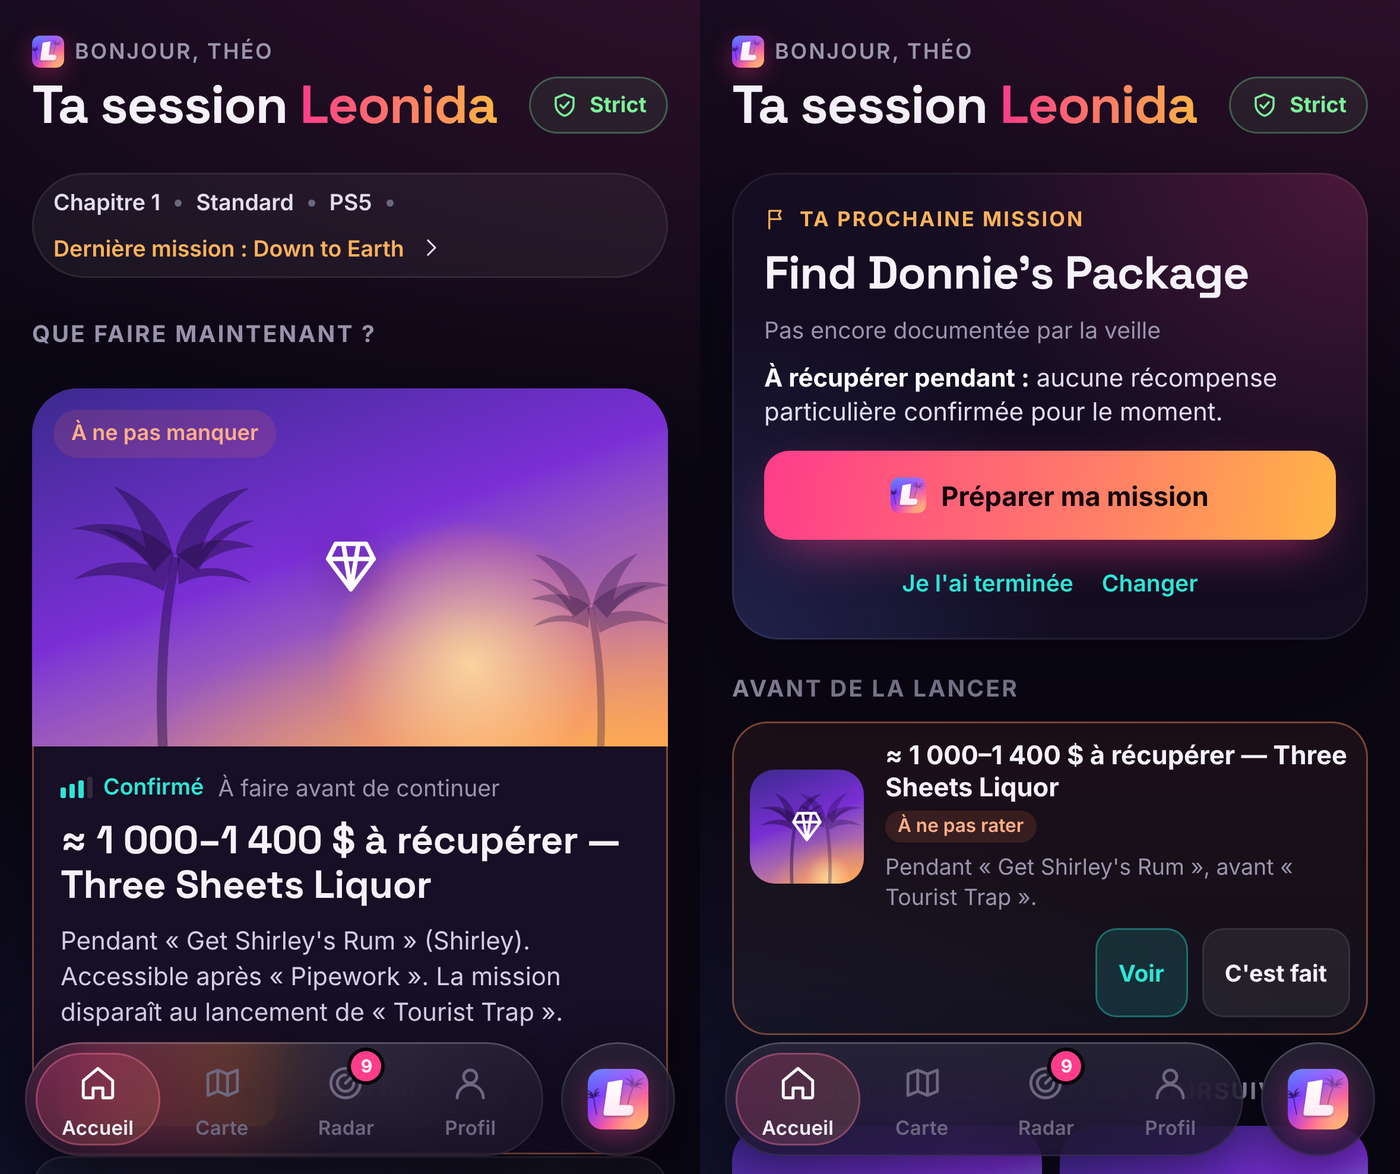 BONJOUR, THÉO
Ta session Leonida
Strict
Chapitre 1 • Standard • PS5 •
Dernière mission : Down to Earth
QUE FAIRE MAINTENANT ?
À ne pas manquer
Confirmé À faire avant de continuer
≈ 1 000–1 400 $ à récupérer —
Three Sheets Liquor
Pendant « Get Shirley's Rum » (Shirley).
Accessible après « Pipework ». La mission
disparaît au lancement de « Tourist Trap ».
9
Accueil
Carte
Radar
Profil
L
BONJOUR, THÉO
Ta session Leonida
Strict
TA PROCHAINE MISSION
Find Donnie’s Package
Pas encore documentée par la veille
À récupérer pendant : aucune récompense
particulière confirmée pour le moment.
L Préparer ma mission
Je l'ai terminée Changer
AVANT DE LA LANCER
≈ 1 000–1 400 $ à récupérer — Three
Sheets Liquor
À ne pas rater
Pendant « Get Shirley's Rum », avant «
Tourist Trap ».
Voir
C'est fait
9
Accueil
Carte
Radar
Profil
L